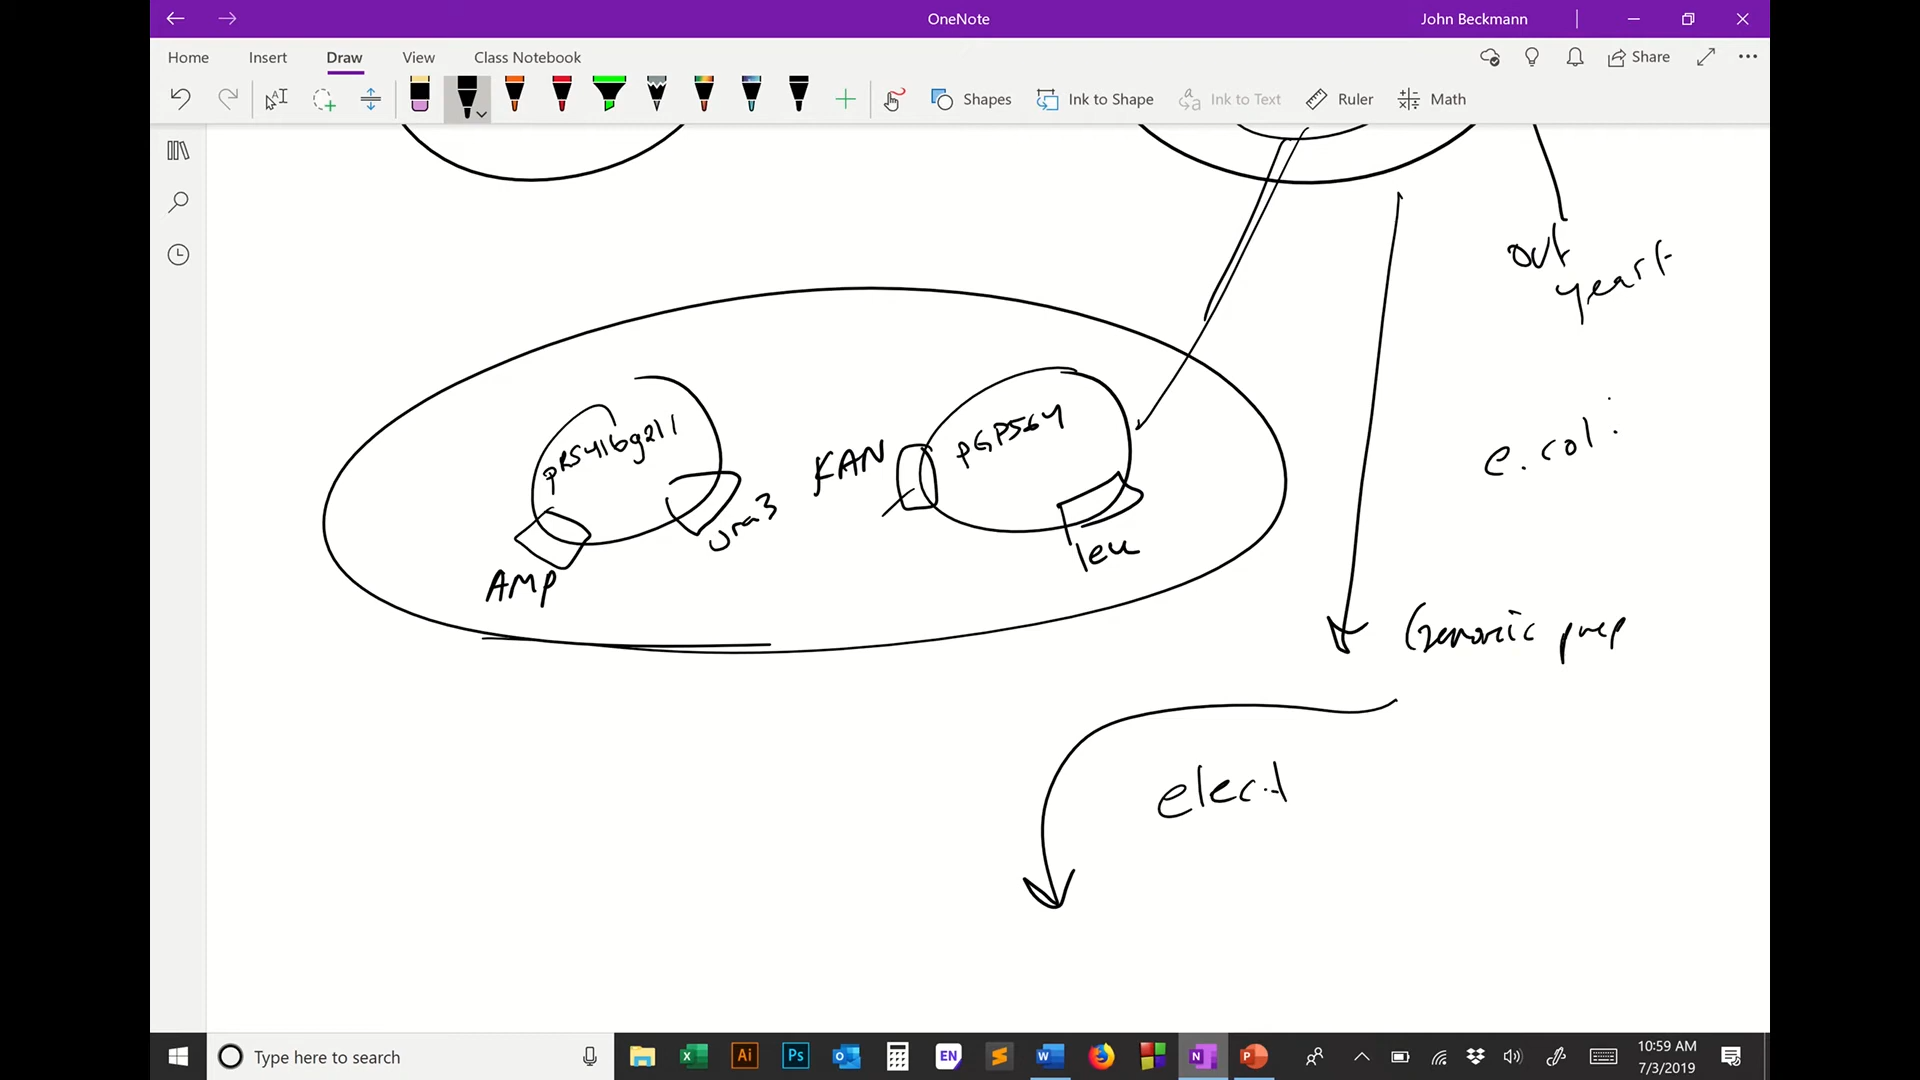 OneNote
John Beckmann
Home
Insert
Draw
View
Class Notebook
Share
Shapes
Ink to Shape
Ink to Text
Ruler
Math
out
yeast
e.coli
pRS416g211
ura3
AMP
KAN
pGP564
leu
Genomic prep
elect
Type here to search
10:59 AM
7/3/2019